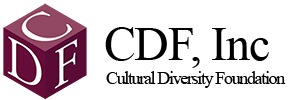 C
D F
CDF, Inc
Cultural Diversity Foundation